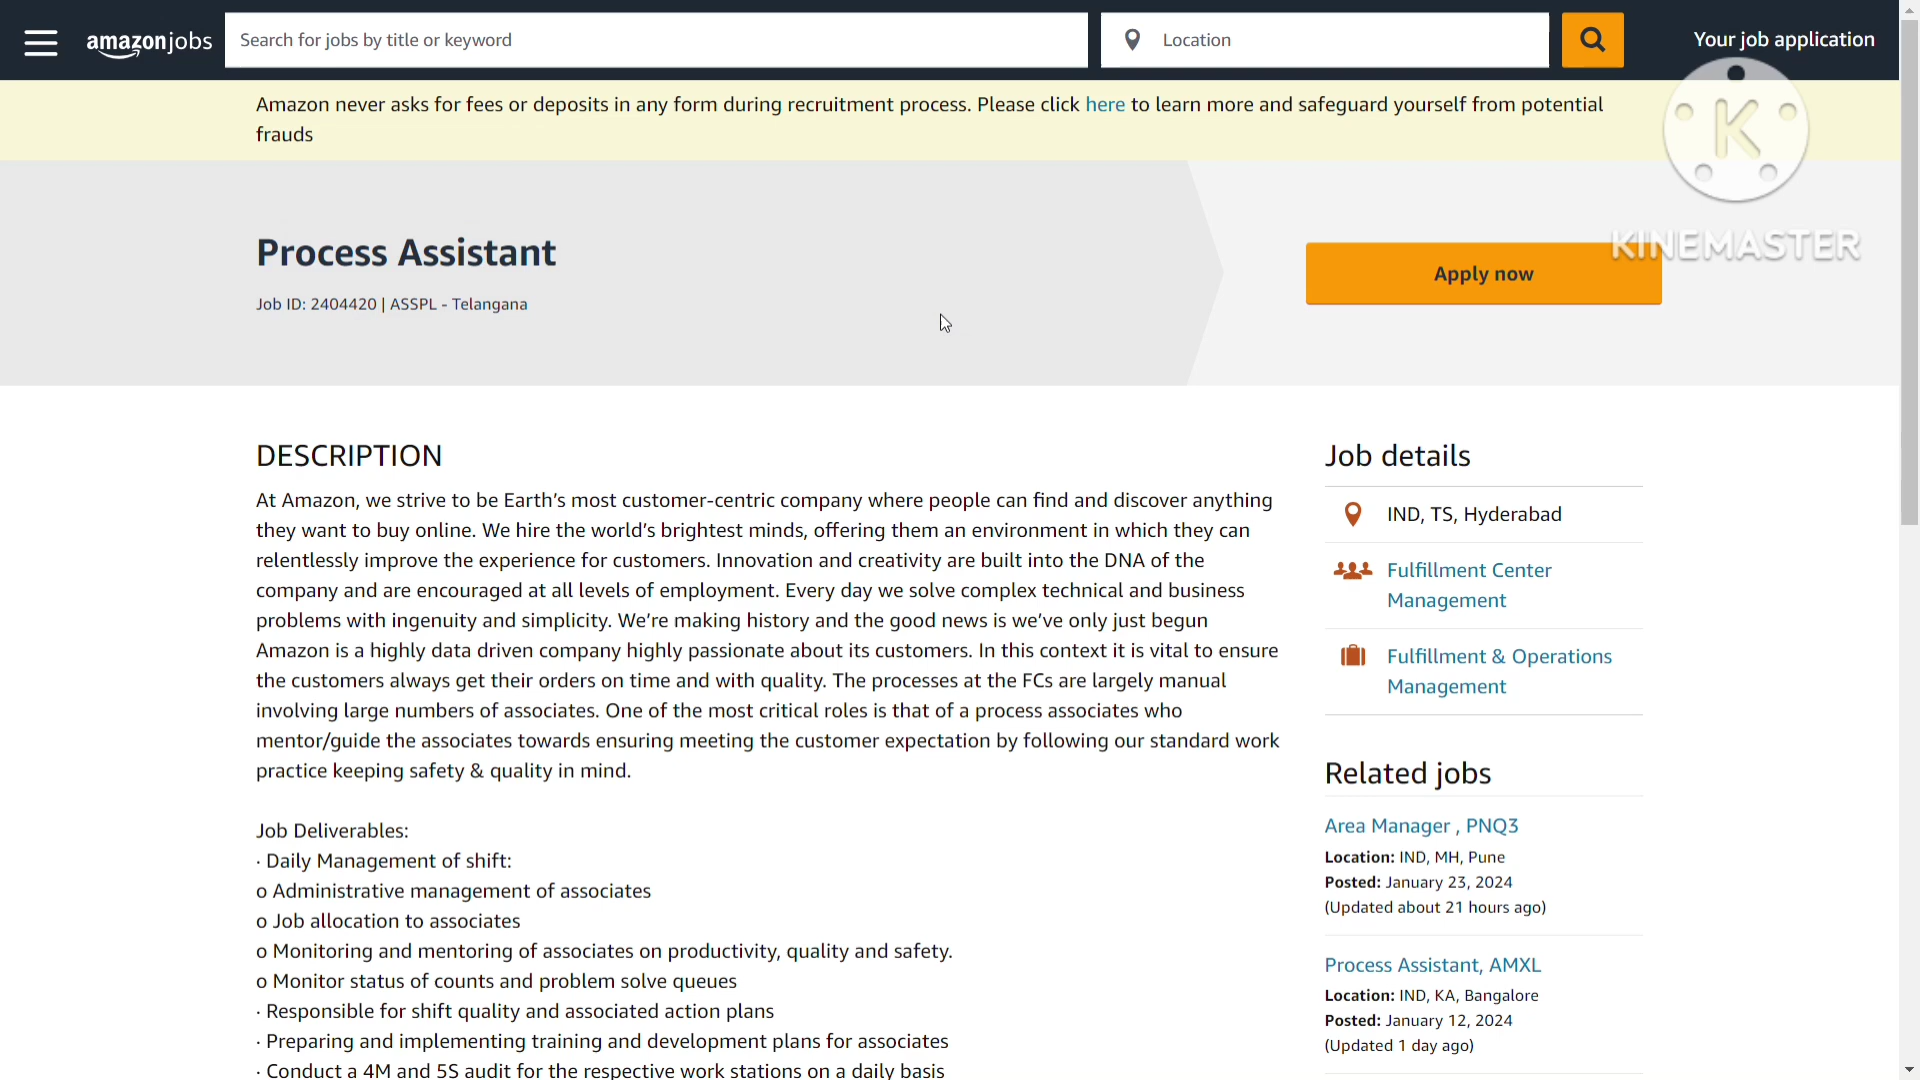 amazon jobs
Search for jobs by title or keyword
Location
Your job application
Amazon never asks for fees or deposits in any form during recruitment process. Please click here to learn more and safeguard yourself from potential
frauds
K
KINEMASTER
Process Assistant
Job ID: 2404420 | ASSPL - Telangana
Apply now
DESCRIPTION
At Amazon, we strive to be Earth’s most customer-centric company where people can find and discover anything
they want to buy online. We hire the world’s brightest minds, offering them an environment in which they can
relentlessly improve the experience for customers. Innovation and creativity are built into the DNA of the
company and are encouraged at all levels of employment. Every day we solve complex technical and business
problems with ingenuity and simplicity. We’re making history and the good news is we’ve only just begun
Amazon is a highly data driven company highly passionate about its customers. In this context it is vital to ensure
the customers always get their orders on time and with quality. The processes at the FCs are largely manual
involving large numbers of associates. One of the most critical roles is that of a process associates who
mentor/guide the associates towards ensuring meeting the customer expectation by following our standard work
practice keeping safety & quality in mind.
Job Deliverables:
· Daily Management of shift:
o Administrative management of associates
o Job allocation to associates
o Monitoring and mentoring of associates on productivity, quality and safety.
o Monitor status of counts and problem solve queues
· Responsible for shift quality and associated action plans
· Preparing and implementing training and development plans for associates
· Conduct a 4M and 5S audit for the respective work stations on a daily basis
Job details
IND, TS, Hyderabad
Fulfillment Center
Management
Fulfillment & Operations
Management
Related jobs
Area Manager , PNQ3
Location: IND, MH, Pune
Posted: January 23, 2024
(Updated about 21 hours ago)
Process Assistant, AMXL
Location: IND, KA, Bangalore
Posted: January 12, 2024
(Updated 1 day ago)